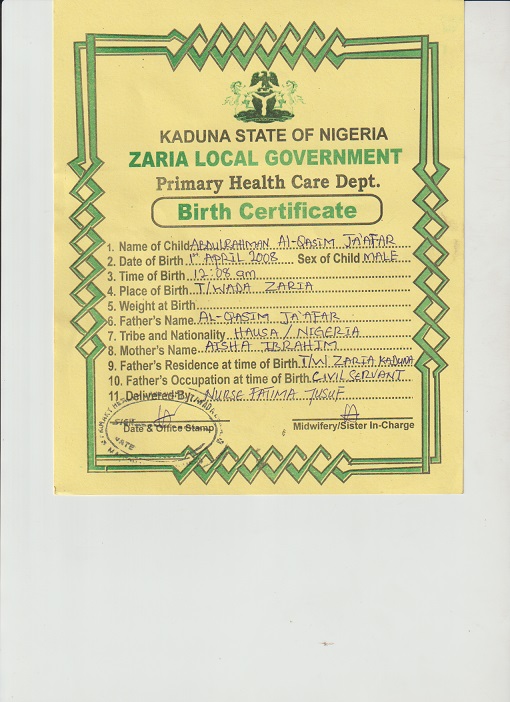 KADUNA STATE OF NIGERIA
ZARIA LOCAL GOVERNMENT
Primary Health Care Dept.
Birth Certificate
1. Name of Child ABDULRAHMAN Al-QASIM JA'AFAR
2. Date of Birth 1st APRIL 2008 Sex of Child MALE
3. Time of Birth 12:08 am
4. Place of Birth T/WADA ZARIA
5. Weight at Birth
6. Father's Name AL-QASIM JA'AFAR
7. Tribe and Nationality HAUSA / NIGERIA
8. Mother's Name AISHA IBRAHIM
9. Father's Residence at time of Birth T/W ZARIA KADUNA
10. Father's Occupation at time of Birth CIVIL SERVANT
11. Delivered By: NURSE FATIMA YUSUF
SIGN
Date & Office Stamp Midwifery/Sister In-Charge
DATE